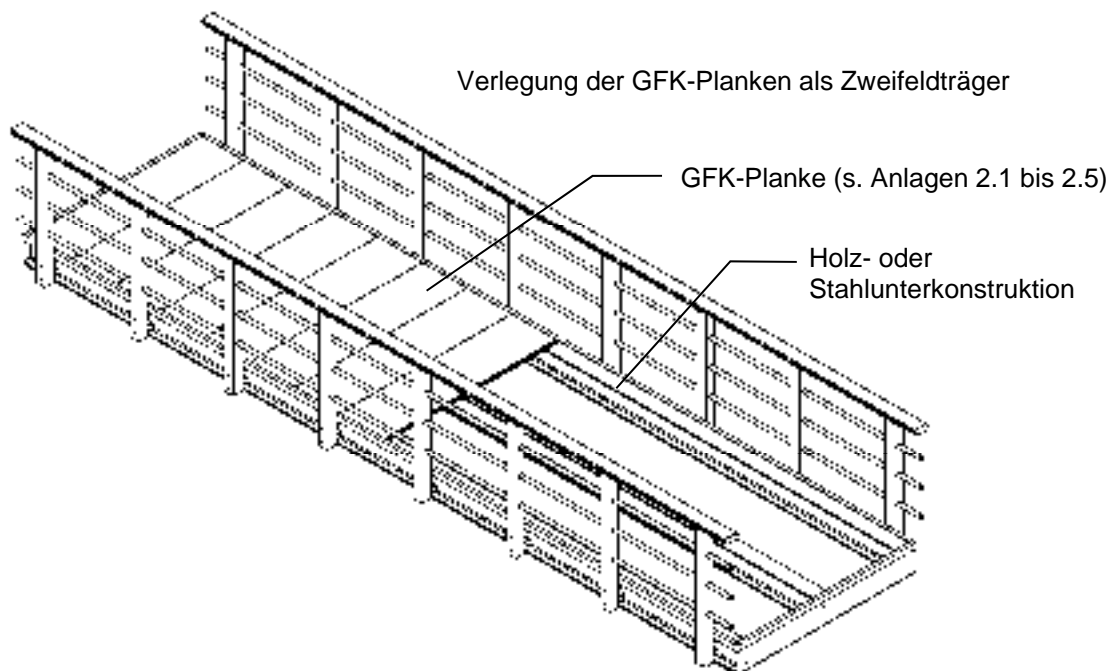 Verlegung der GFK-Planken als Zweifeldträger
GFK-Planke (s. Anlagen 2.1 bis 2.5)
Holz- oder
Stahlunterkonstruktion